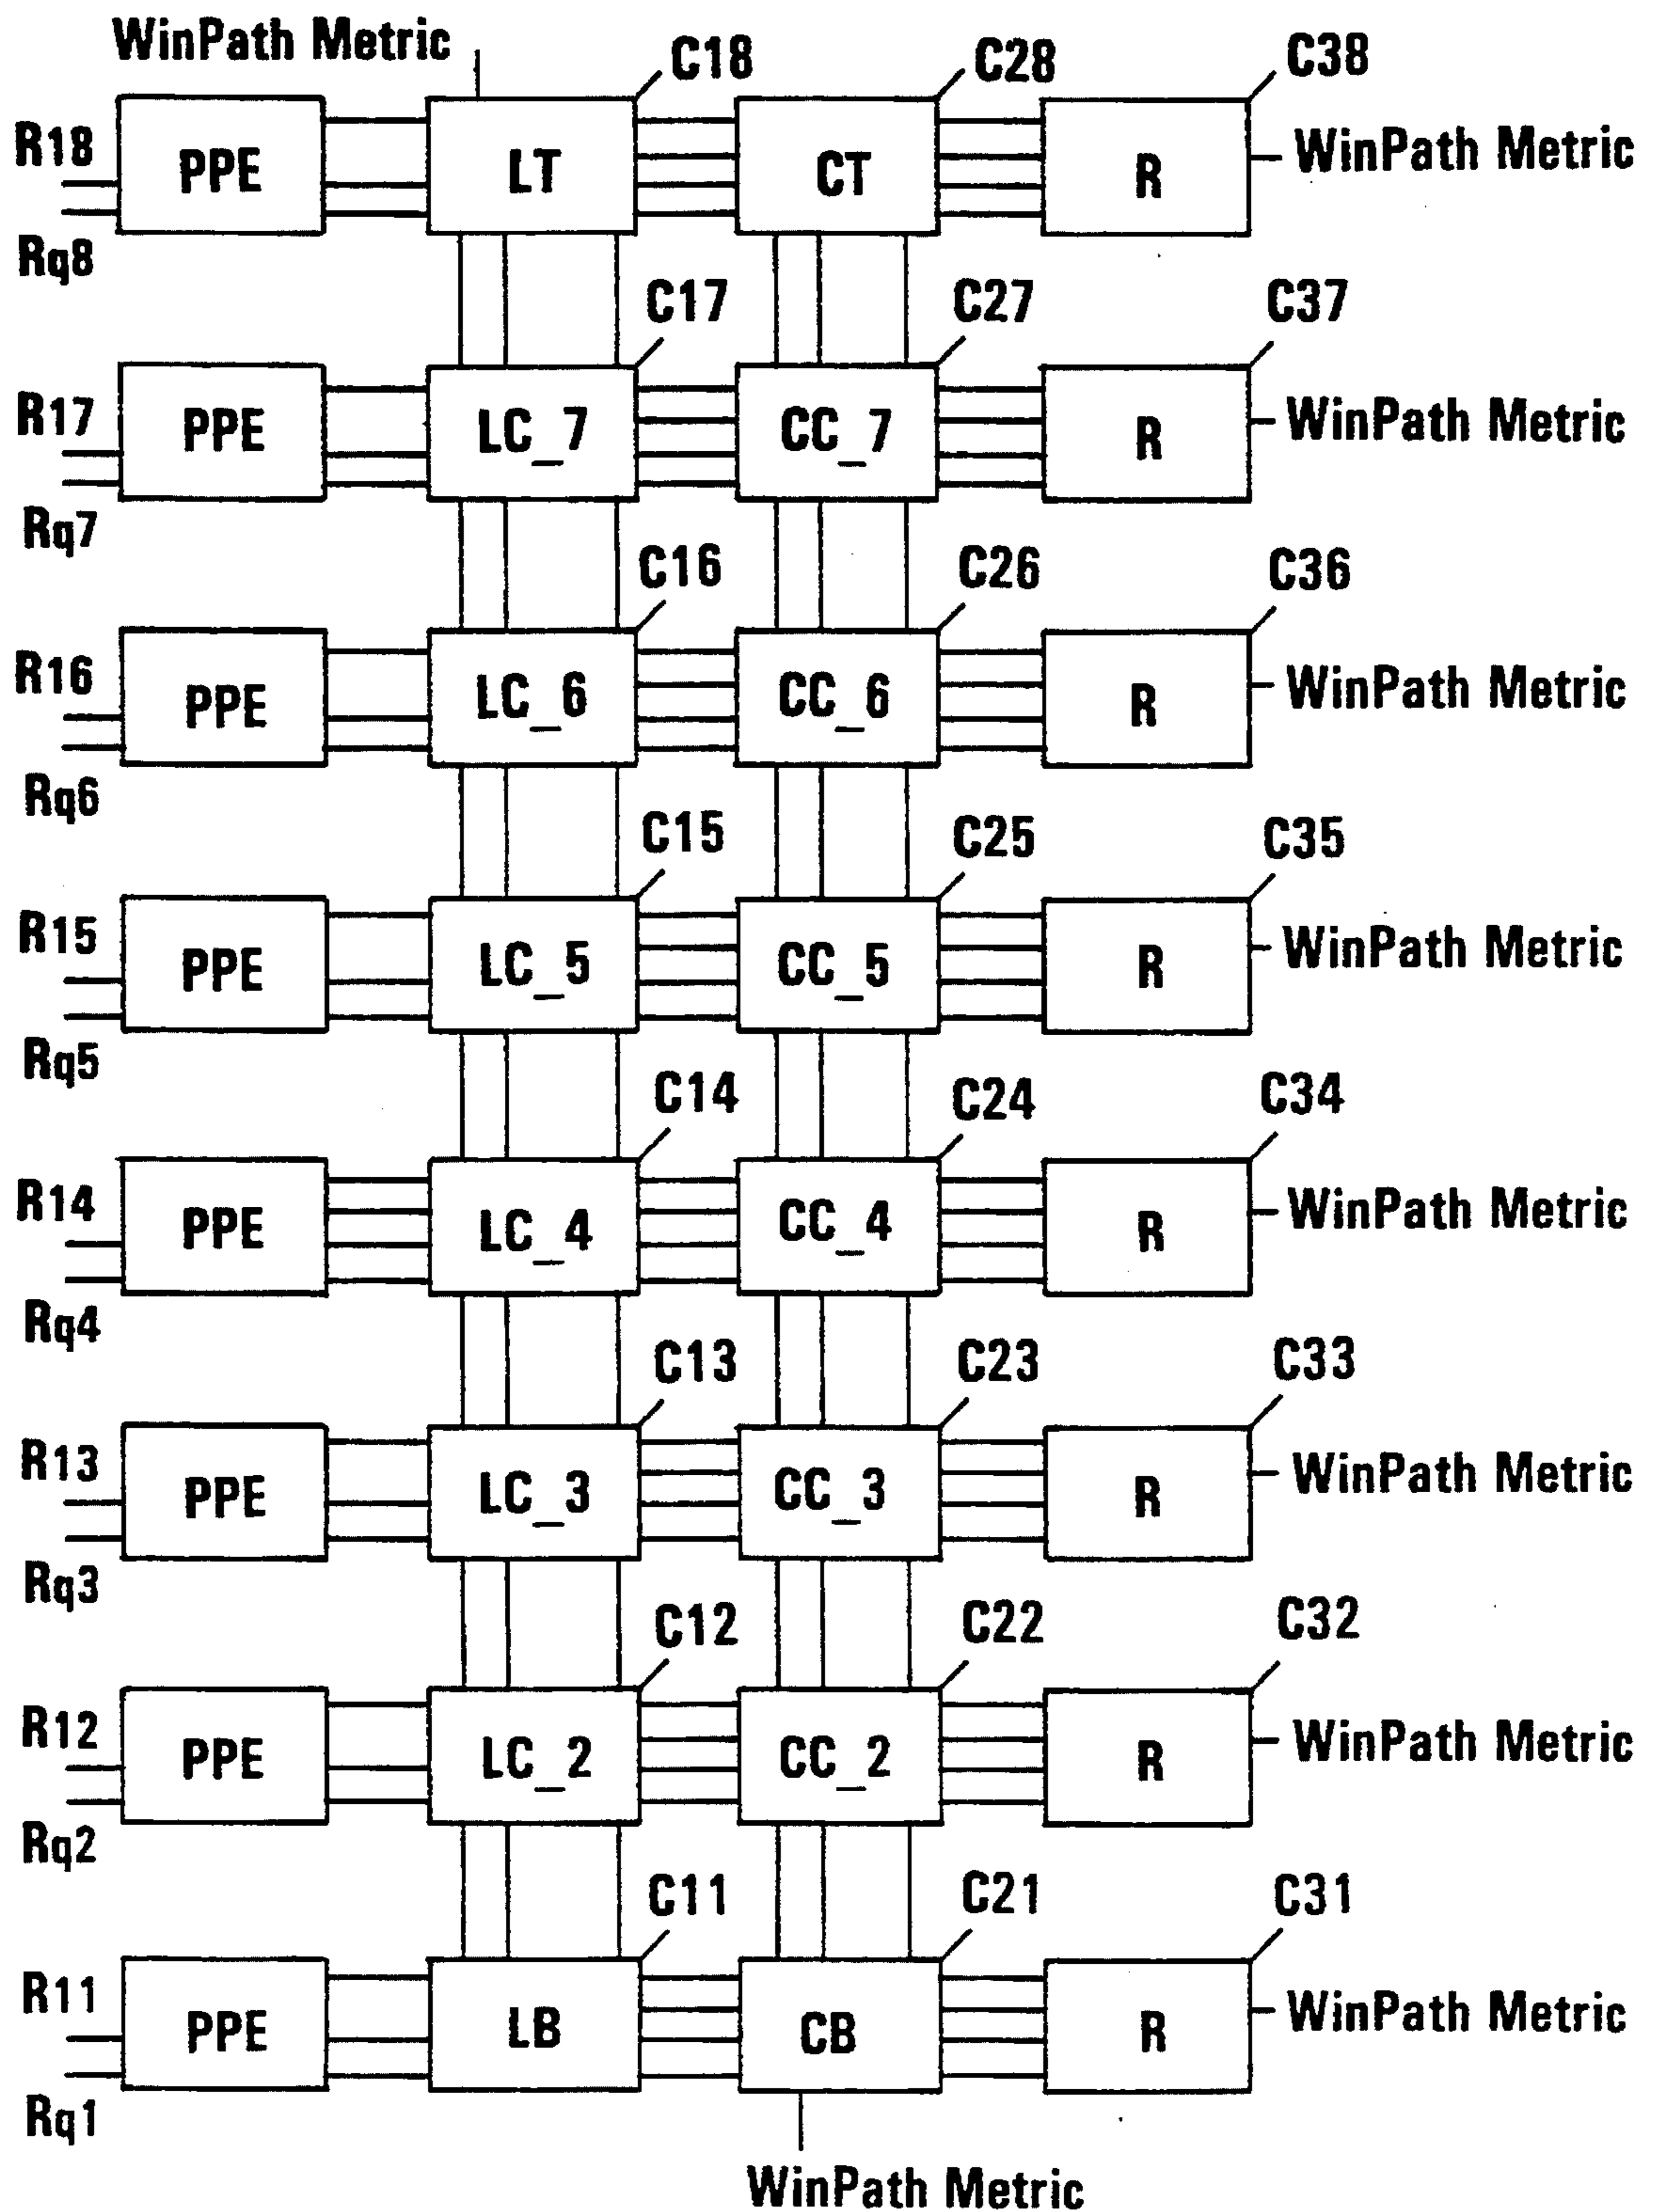 WinPath Metric
C18
C28
C38
R18
PPE
LT
CT
R
WinPath Metric
Rq8
C17
C27
C37
R17
PPE
LC_7
CC_7
R
WinPath Metric
Rq7
C16
C26
C36
R16
PPE
LC_6
CC_6
R
WinPath Metric
Rq6
C15
C25
C35
R15
PPE
LC_5
CC_5
R
WinPath Metric
Rq5
C14
C24
C34
R14
PPE
LC_4
CC_4
R
WinPath Metric
Rq4
C13
C23
C33
R13
PPE
LC_3
CC_3
R
WinPath Metric
Rq3
C12
C22
C32
R12
PPE
LC_2
CC_2
R
WinPath Metric
Rq2
C11
C21
C31
R11
PPE
LB
CB
R
WinPath Metric
Rq1
WinPath Metric